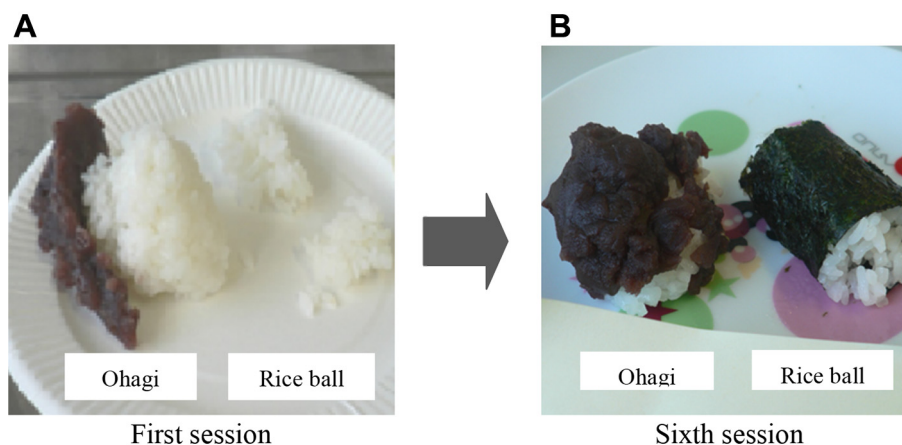 A
B
Ohagi
Rice ball
Ohagi
Rice ball
First session
Sixth session